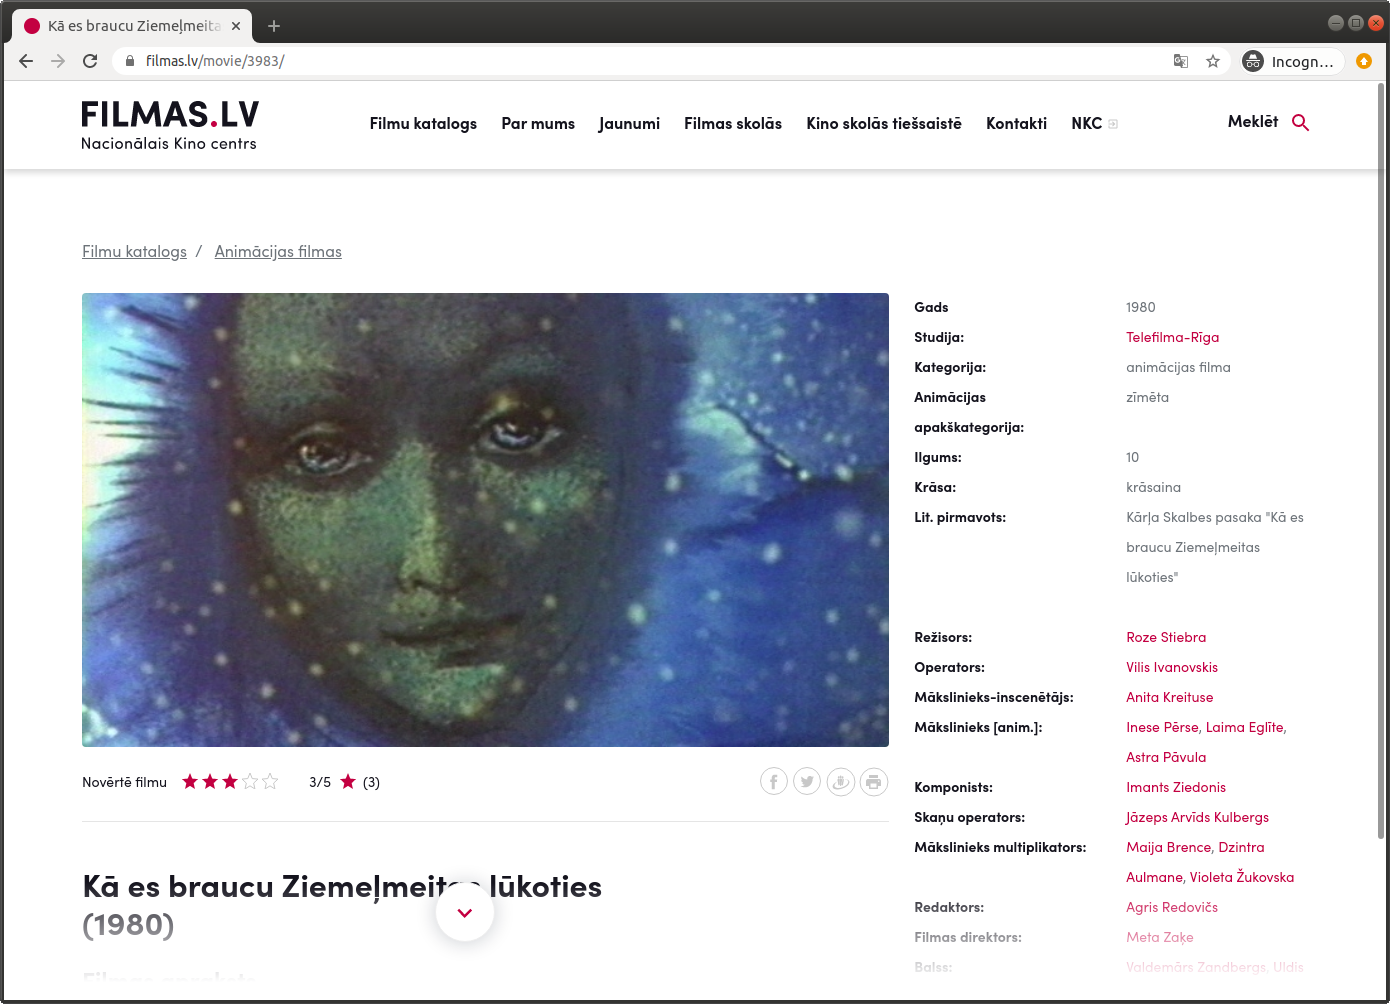 Kā es braucu Ziemeļmeita
filmas.lv/movie/3983/
Incogn...
FILMAS.LV
Nacionālais Kino centrs
Filmu katalogs
Par mums
Jaunumi
Filmas skolās
Kino skolās tiešsaistē
Kontakti
NKC
Meklēt
Filmu katalogs / Animācijas filmas
Gads 1980
Studija: Telefilma-Rīga
Kategorija: animācijas filma
Animācijas zīmēta
apakškategorija:
Ilgums: 10
Krāsa: krāsaina
Lit. pirmavots: Kārļa Skalbes pasaka "Kā es
braucu Ziemeļmeitas
lūkoties"
Režisors: Roze Stiebra
Operators: Vilis Ivanovskis
Mākslinieks-inscenētājs: Anita Kreituse
Mākslinieks [anim.]: Inese Pērse, Laima Eglīte,
Astra Pāvula
Komponists: Imants Ziedonis
Skaņu operators: Jāzeps Arvīds Kulbergs
Mākslinieks multiplikators: Maija Brence, Dzintra
Aulmane, Violeta Žukovska
Redaktors: Agris Redovičs
Filmas direktors: Meta Zaķe
Balss: Valdemārs Zandbergs, Uldis
Novērtē filmu 3/5 (3)
Kā es braucu Ziemeļmeitas lūkoties
(1980)
Filmas apraksts